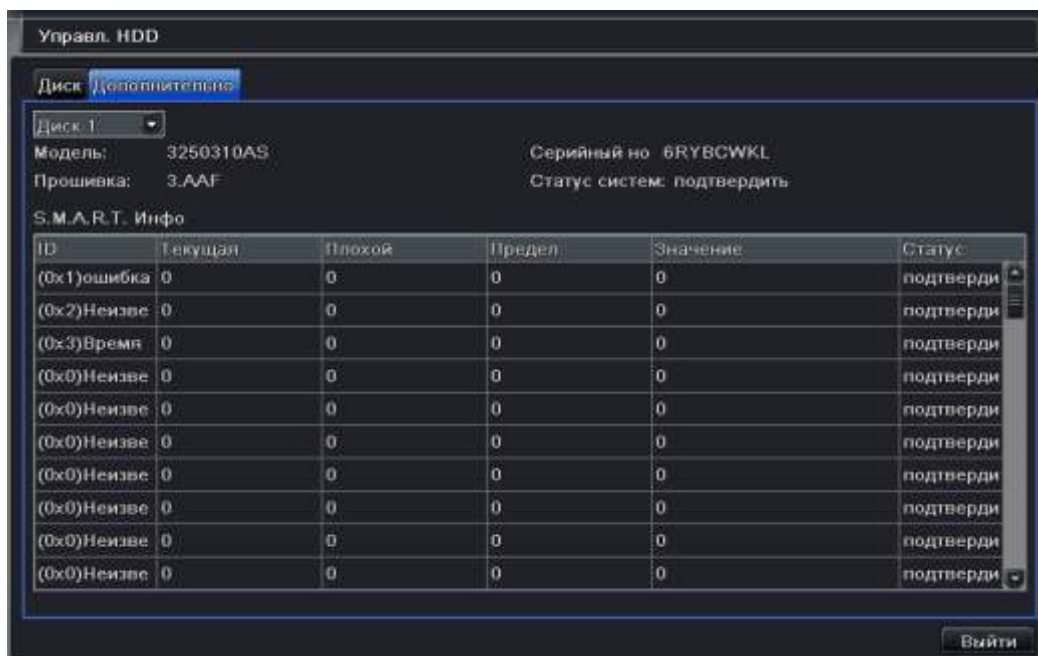 Управл. HDD
Диск Дополнительно
Диск 1
Модель: 3250310AS Серийный но 6RYBCWKL
Прошивка: 3.AAF Статус систем: подтвердить
S.M.A.R.T. Инфо
ID Текущая Плохой Предел Значение Статус
(0x1)ошибка 0 0 0 0 подтверди
(0x2)Неизве 0 0 0 0 подтверди
(0x3)Время 0 0 0 0 подтверди
(0x0)Неизве 0 0 0 0 подтверди
(0x0)Неизве 0 0 0 0 подтверди
(0x0)Неизве 0 0 0 0 подтверди
(0x0)Неизве 0 0 0 0 подтверди
(0x0)Неизве 0 0 0 0 подтверди
(0x0)Неизве 0 0 0 0 подтверди
(0x0)Неизве 0 0 0 0 подтверди
Выйти